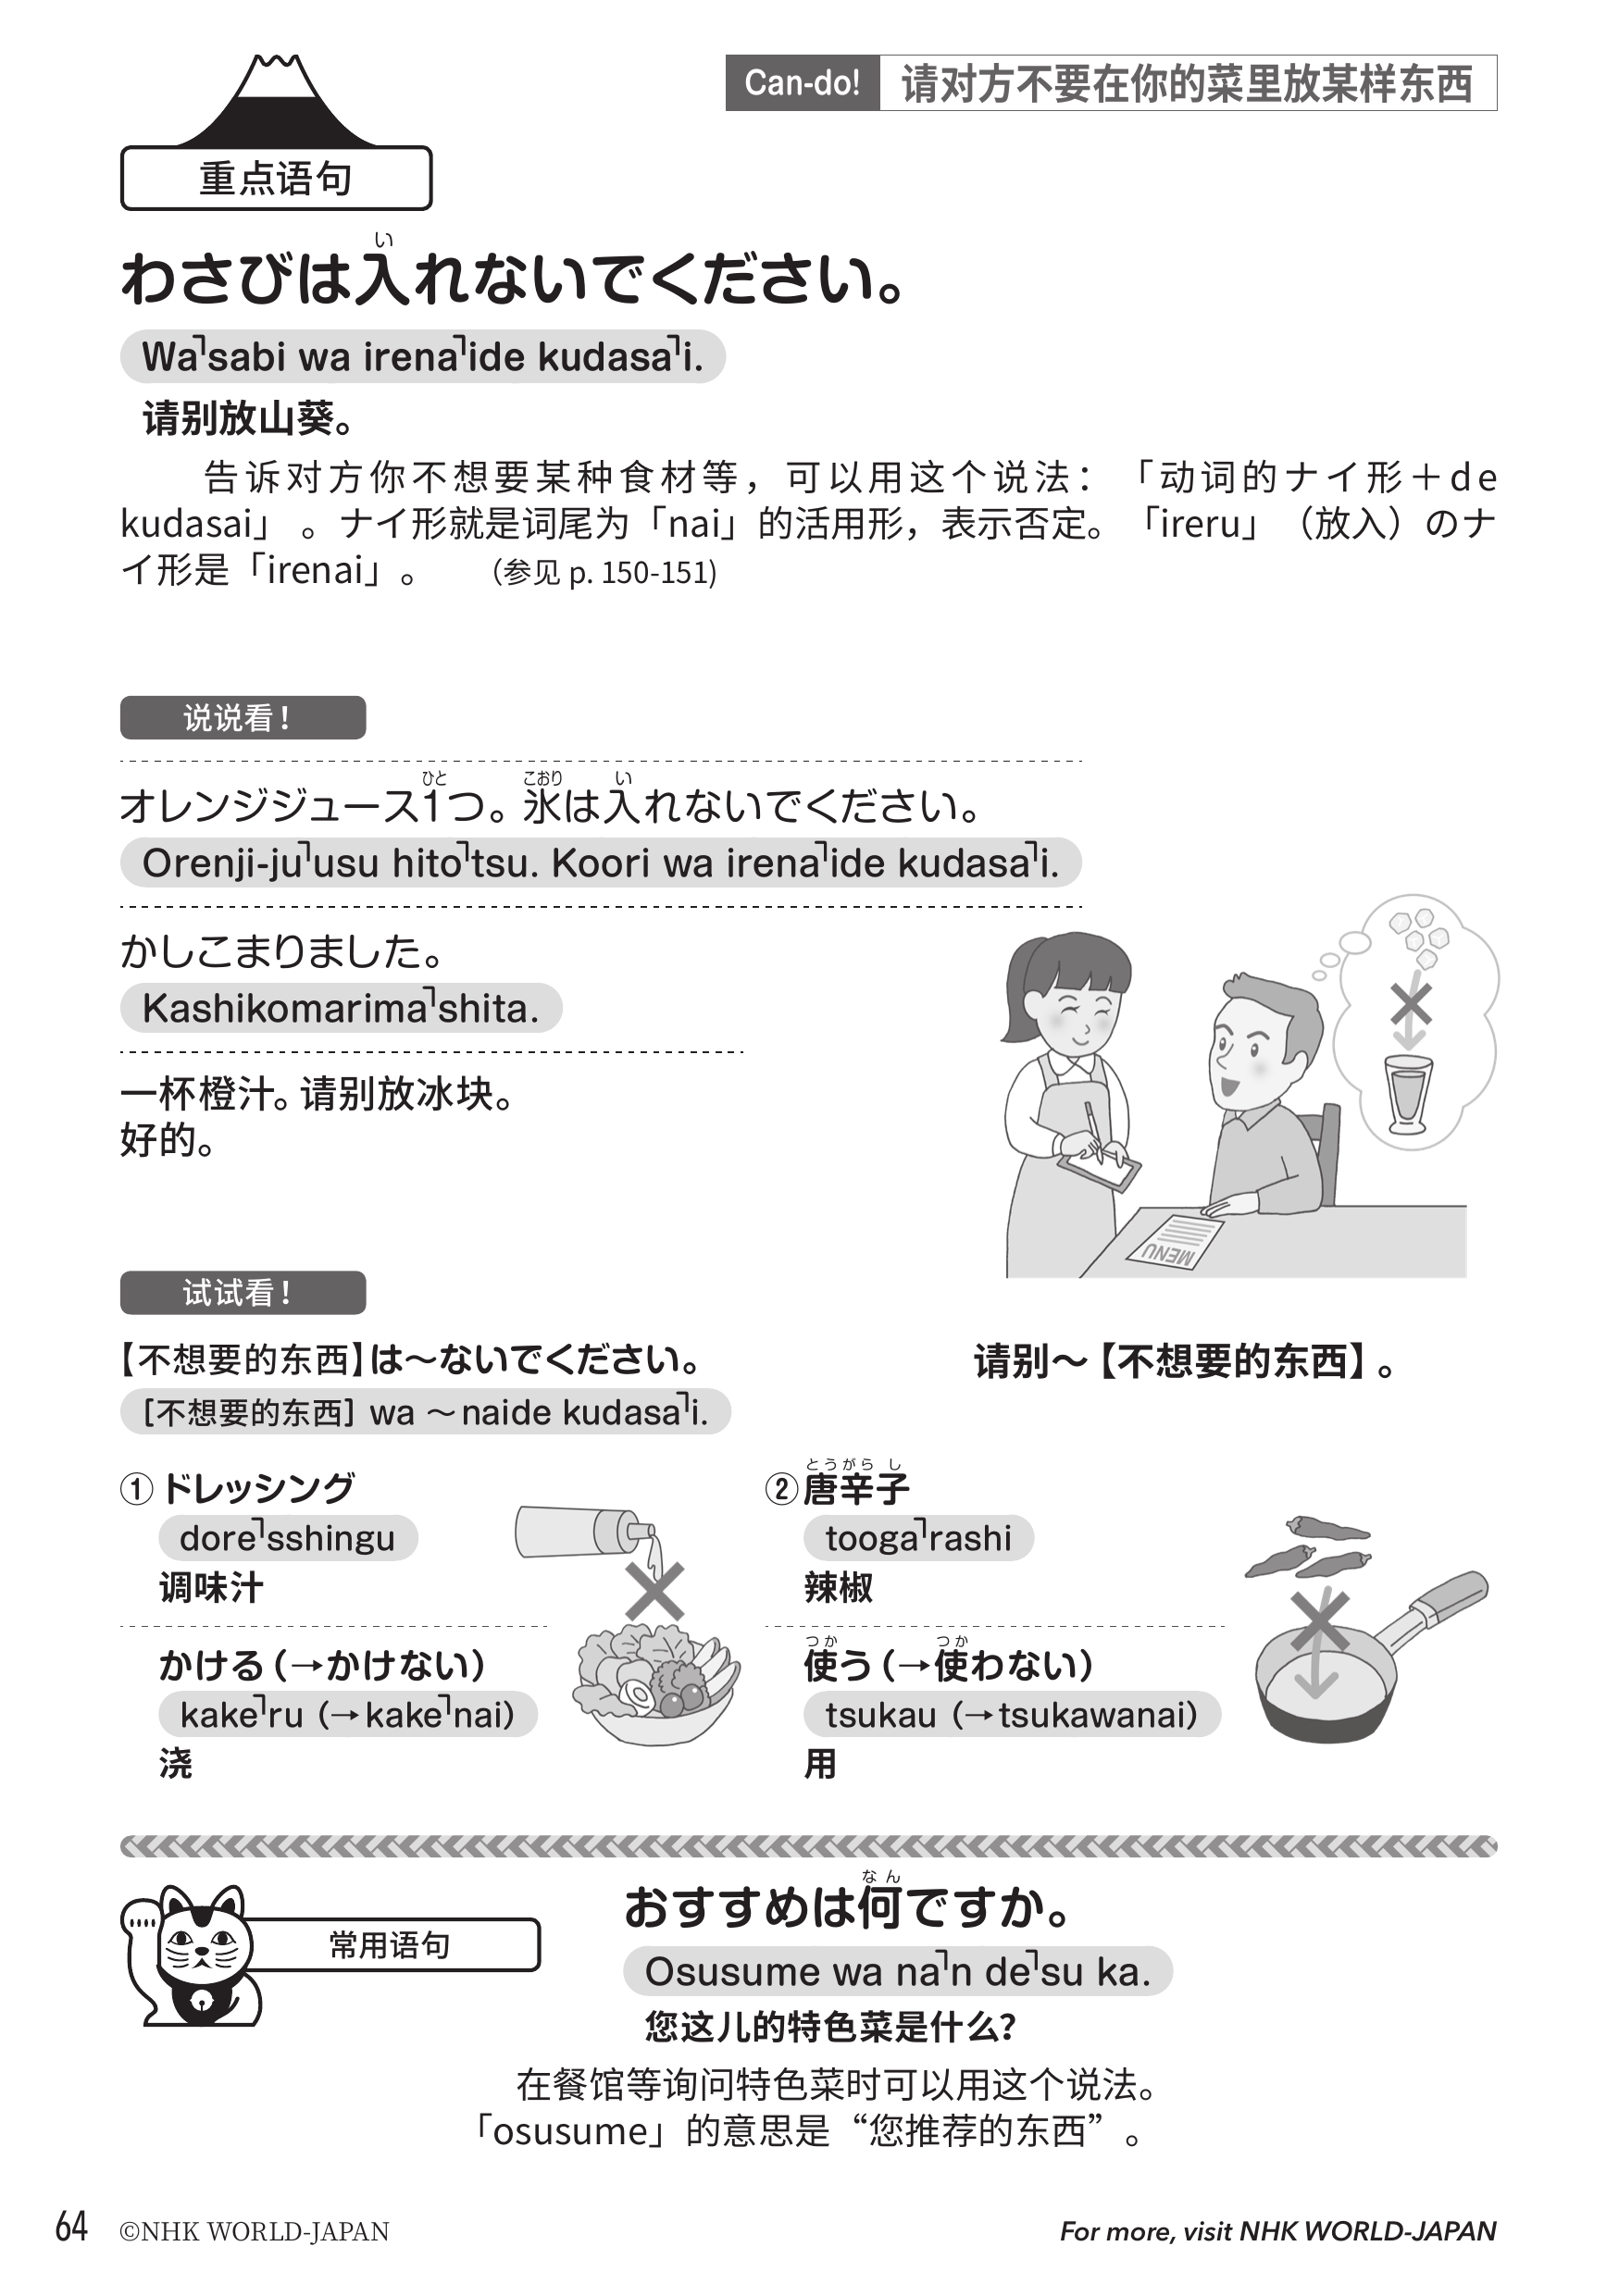 Can-do! 请对方不要在你的菜里放某样东西
重点语句
い
わさびは入れないでください。
Wa˥sabi wa irena˥ide kudasa˥i.
请别放山葵。
告诉对方你不想要某种食材等，可以用这个说法：「动词的ナイ形＋de
kudasai」。ナイ形就是词尾为「nai」的活用形，表示否定。「ireru」（放入）のナ
イ形是「irenai」。 （参见 p. 150-151)
说说看！
ひと こおり い
オレンジジュース1つ。氷は入れないでください。
Orenji-ju˥usu hito˥tsu. Koori wa irena˥ide kudasa˥i.
かしこまりました。
Kashikomarima˥shita.
一杯橙汁。请别放冰块。
好的。
MENU
试试看！
【不想要的东西】は～ないでください。 请别～【不想要的东西】。
[不想要的东西] wa ～naide kudasa˥i.
とうがら し
① ドレッシング ② 唐辛子
dore˥sshingu tooga˥rashi
调味汁 辣椒
つか つか
かける（→かけない） 使う（→使わない）
kake˥ru (→kake˥nai) tsukau (→tsukawanai)
浇 用
なん
おすすめは何ですか。
常用语句
Osusume wa na˥n de˥su ka.
您这儿的特色菜是什么？
在餐馆等询问特色菜时可以用这个说法。
「osusume」的意思是“您推荐的东西”。
64 ©NHK WORLD-JAPAN For more, visit NHK WORLD-JAPAN